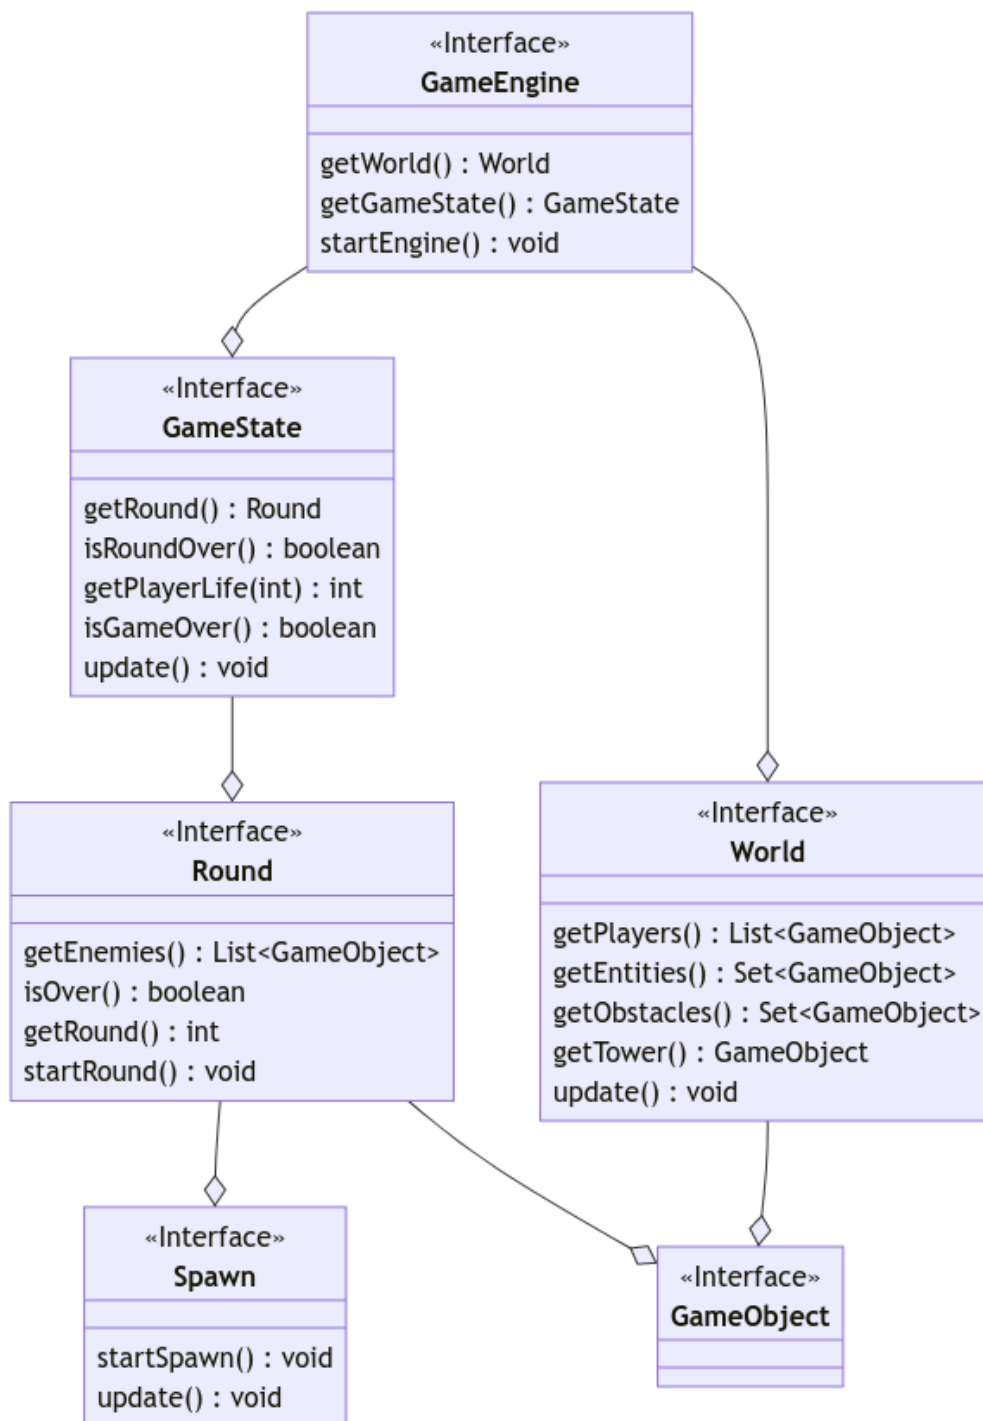 «Interface»
GameEngine
getWorld() : World
getGameState() : GameState
startEngine() : void
«Interface»
GameState
getRound() : Round
isRoundOver() : boolean
getPlayerLife(int) : int
isGameOver() : boolean
update() : void
«Interface»
Round
getEnemies() : List<GameObject>
isOver() : boolean
getRound() : int
startRound() : void
«Interface»
World
getPlayers() : List<GameObject>
getEntities() : Set<GameObject>
getObstacles() : Set<GameObject>
getTower() : GameObject
update() : void
«Interface»
Spawn
startSpawn() : void
update() : void
«Interface»
GameObject